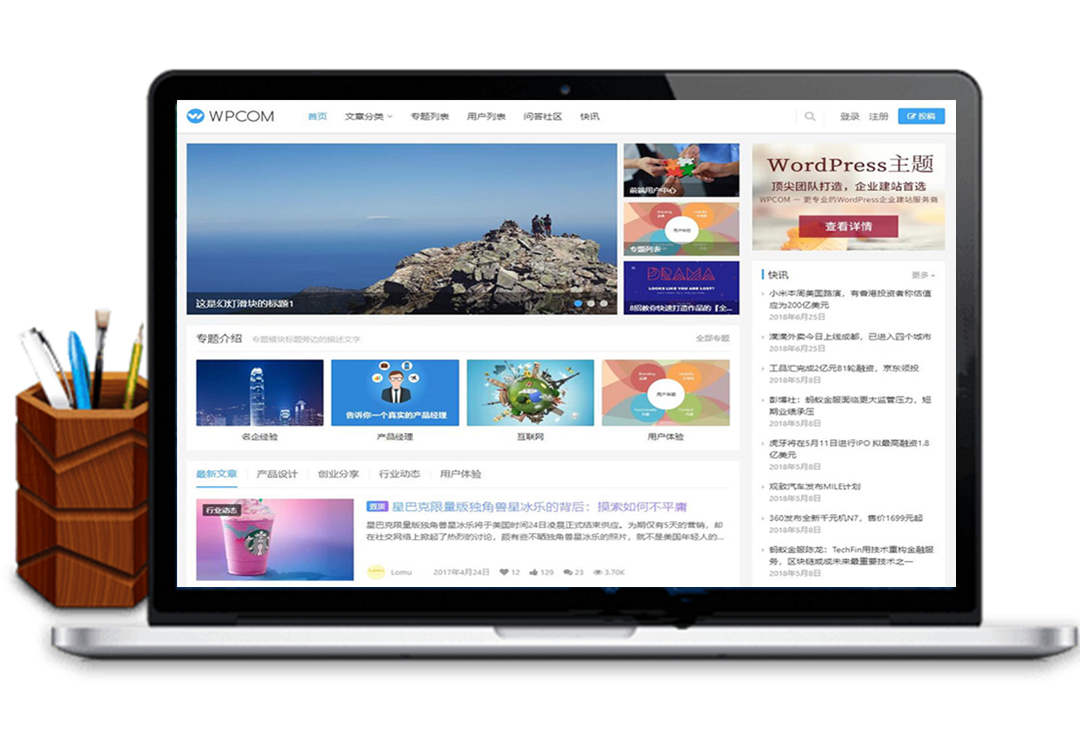 WPCOM
首页 文章分类 专题列表 用户列表 问答社区 快讯
登录 注册 投稿
这是幻灯滑块的标题1
前端用户中心
用户体验
专题列表
DRAMA
LOOKS LIKE YOU ARE LOST?
8招教你快速打造作品的【全...
WordPress主题
顶尖团队打造，企业建站首选
WPCOM — 更专业的WordPress企业建站服务商
查看详情
专题介绍 专题模块标题旁边的描述文字 全部专题
告诉你一个真实的产品经理
用户体验
名企经验 产品经理 互联网 用户体验
最新文章 产品设计 创业分享 行业动态 用户体验
行业动态
置顶 星巴克限量版独角兽星冰乐的背后：摸索如何不平庸
星巴克限量版独角兽星冰乐将于美国时间24日凌晨正式结束供应。为期仅有5天的营销，却
在社交网络上掀起了热烈的讨论，颇有些不晒独角兽星冰乐的照片，就不是美国年轻人的...
Lomu 2017年4月24日 12 129 23 3.70K
快讯 更多
小米本周美国路演，有香港投资者称估值
应为200亿美元
2018年6月25日
滴滴外卖今日上线成都，已进入四个城市
2018年6月25日
工品汇完成2亿元B1轮融资，京东领投
2018年5月8日
彭博社：蚂蚁金服面临更大监管压力，短
期业绩承压
2018年5月8日
虎牙将在5月11日进行IPO 拟最高融资1.8
亿美元
2018年5月8日
观致汽车发布MILE计划
2018年5月8日
360发布全新千元机N7，售价1699元起
2018年5月8日
蚂蚁金服陈龙：TechFin用技术重构金融服
务，区块链或成未来最重要技术之一
2018年5月8日